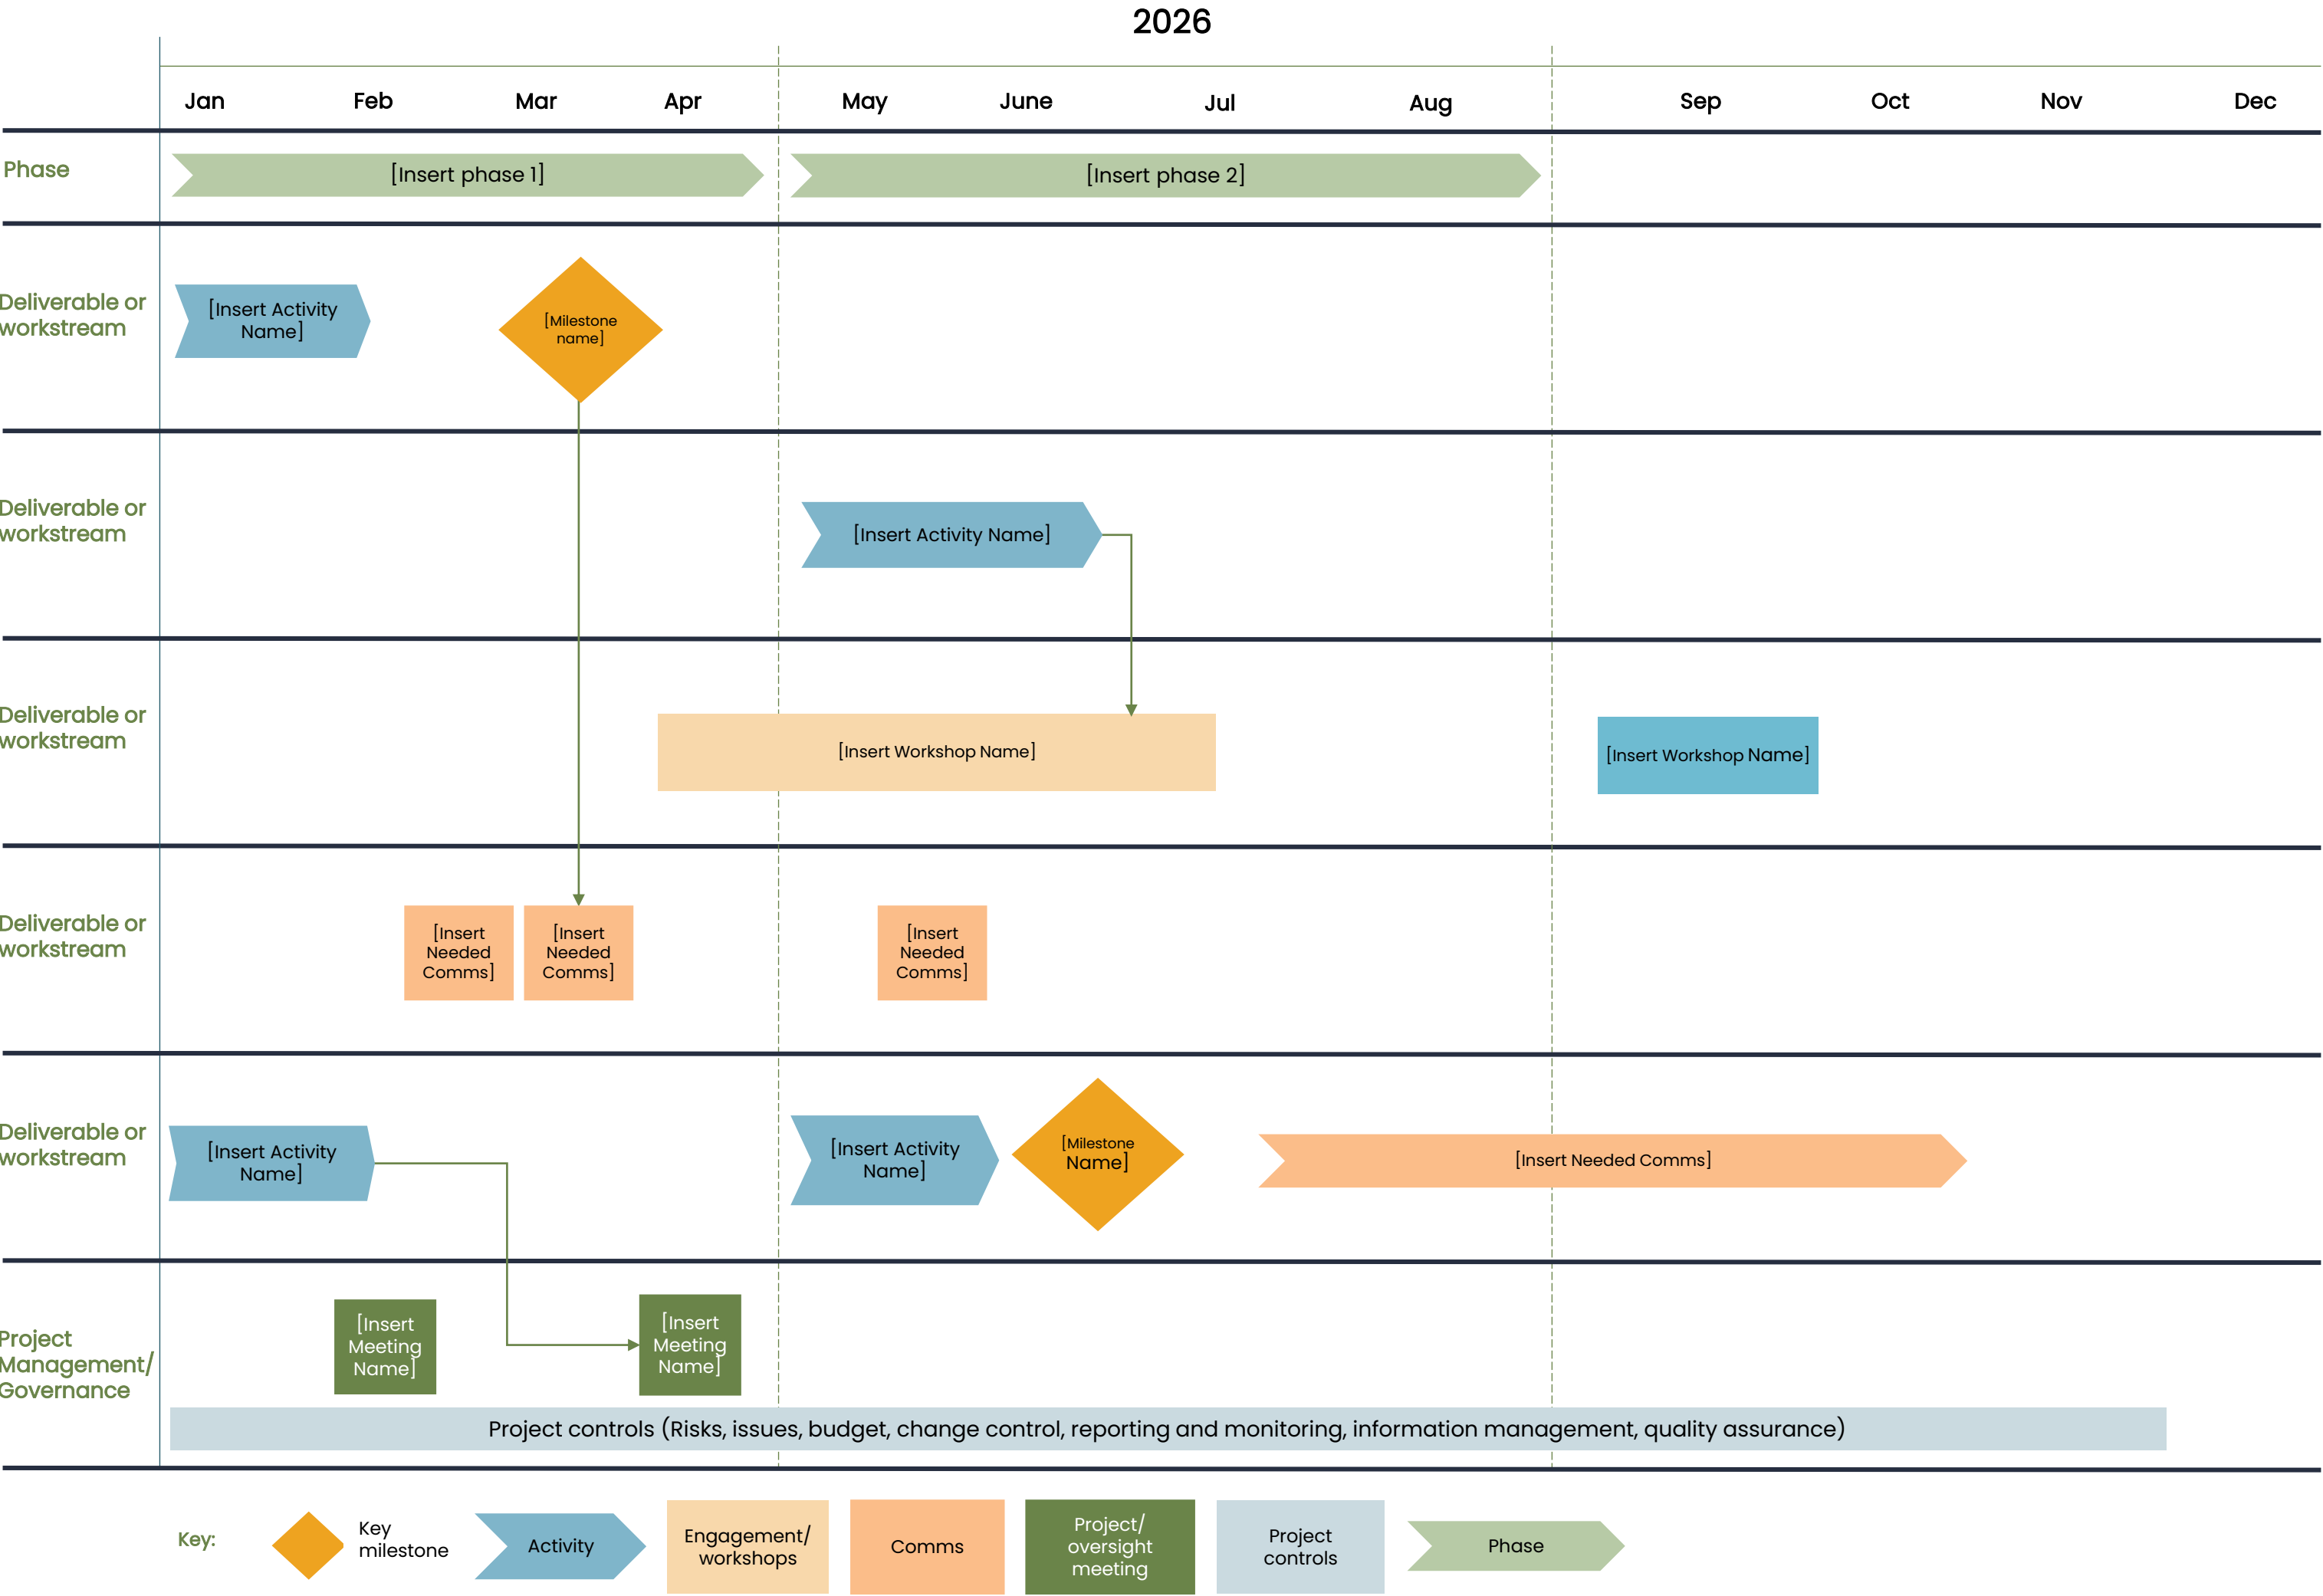 2026
Jan Feb Mar Apr May June Jul Aug Sep Oct Nov Dec
Phase
[Insert phase 1]
[Insert phase 2]
Deliverable or
workstream
[Insert Activity
Name]
[Milestone
name]
Deliverable or
workstream
[Insert Activity Name]
Deliverable or
workstream
[Insert Workshop Name]
[Insert Workshop Name]
Deliverable or
workstream
[Insert
Needed
Comms]
[Insert
Needed
Comms]
[Insert
Needed
Comms]
Deliverable or
workstream
[Insert Activity
Name]
[Insert Activity
Name]
[Milestone
Name]
[Insert Needed Comms]
Project
Management/
Governance
[Insert
Meeting
Name]
[Insert
Meeting
Name]
Project controls (Risks, issues, budget, change control, reporting and monitoring, information management, quality assurance)
Key:
Key
milestone
Activity
Engagement/
workshops
Comms
Project/
oversight
meeting
Project
controls
Phase